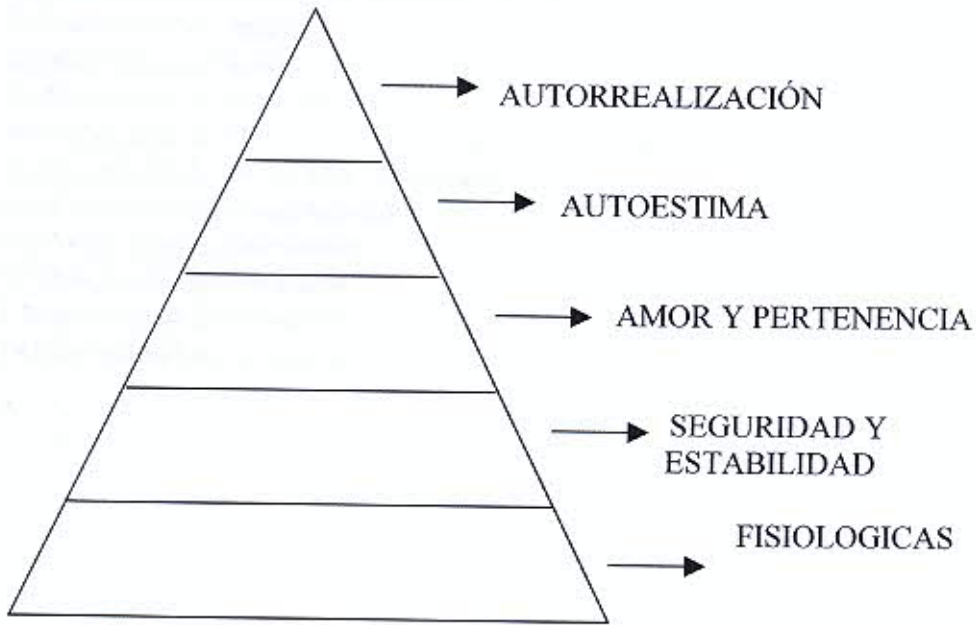 AUTORREALIZACIÓN
AUTOESTIMA
AMOR Y PERTENENCIA
SEGURIDAD Y
ESTABILIDAD
FISIOLOGICAS